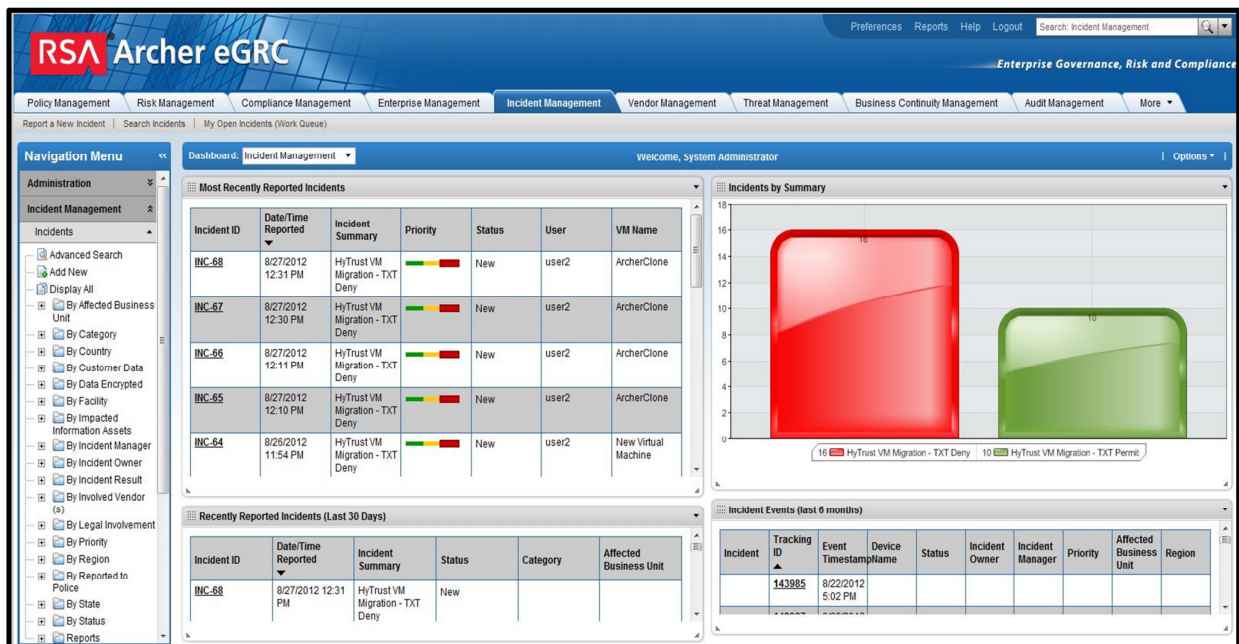 Preferences Reports Help Logout Search: Incident Management
RSA Archer eGRC
Enterprise Governance, Risk and Compliance
Policy Management Risk Management Compliance Management Enterprise Management Incident Management Vendor Management Threat Management Business Continuity Management Audit Management More
Report a New Incident | Search Incidents | My Open Incidents (Work Queue)
Navigation Menu
Administration
Incident Management
Incidents
Advanced Search
Add New
Display All
By Affected Business
Unit
By Category
By Country
By Customer Data
By Data Encrypted
By Facility
By Impacted
Information Assets
By Incident Manager
By Incident Owner
By Incident Result
By Involved Vendor
(s)
By Legal Involvement
By Priority
By Region
By Reported to
Police
By State
By Status
Reports
Dashboard: Incident Management Welcome, System Administrator | Options |
Most Recently Reported Incidents
Incident ID Date/Time Reported Incident Summary Priority Status User VM Name
INC-68 8/27/2012 12:31 PM HyTrust VM Migration - TXT Deny New user2 ArcherClone
INC-67 8/27/2012 12:30 PM HyTrust VM Migration - TXT Deny New user2 ArcherClone
INC-66 8/27/2012 12:11 PM HyTrust VM Migration - TXT Deny New user2 ArcherClone
INC-65 8/27/2012 12:10 PM HyTrust VM Migration - TXT Deny New user2 ArcherClone
INC-64 8/26/2012 11:54 PM HyTrust VM Migration - TXT Deny New user2 New Virtual Machine
Incidents by Summary
18
16
14
12
10
8
6
4
2
0
16
10
16 HyTrust VM Migration - TXT Deny 10 HyTrust VM Migration - TXT Permit
Recently Reported Incidents (Last 30 Days)
Incident ID Date/Time Reported Incident Summary Status Category Affected Business Unit
INC-68 8/27/2012 12:31 PM HyTrust VM Migration - TXT Deny New
Incident Events (last 6 months)
Incident Tracking ID Event Timestamp Device Name Status Incident Owner Incident Manager Priority Affected Business Unit Region
143985 8/22/2012 5:02 PM